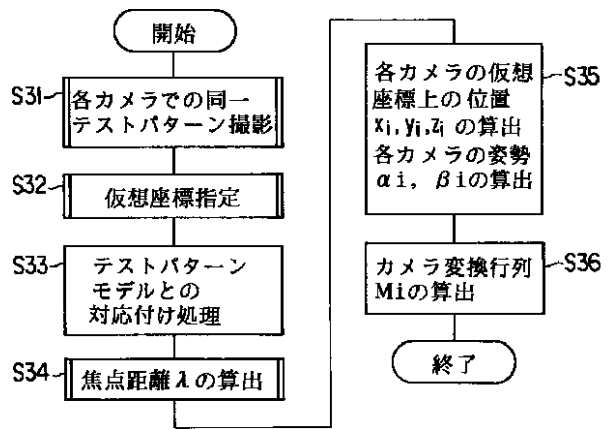 開始
S31
各カメラでの同一
テストパターン撮影
S32
仮想座標指定
S33
テストパターン
モデルとの
対応付け処理
S34
焦点距離λの算出
S35
各カメラの仮想
座標上の位置
xi,yi,zi の算出
各カメラの姿勢
αi, βiの算出
S36
カメラ変換行列
Miの算出
終了